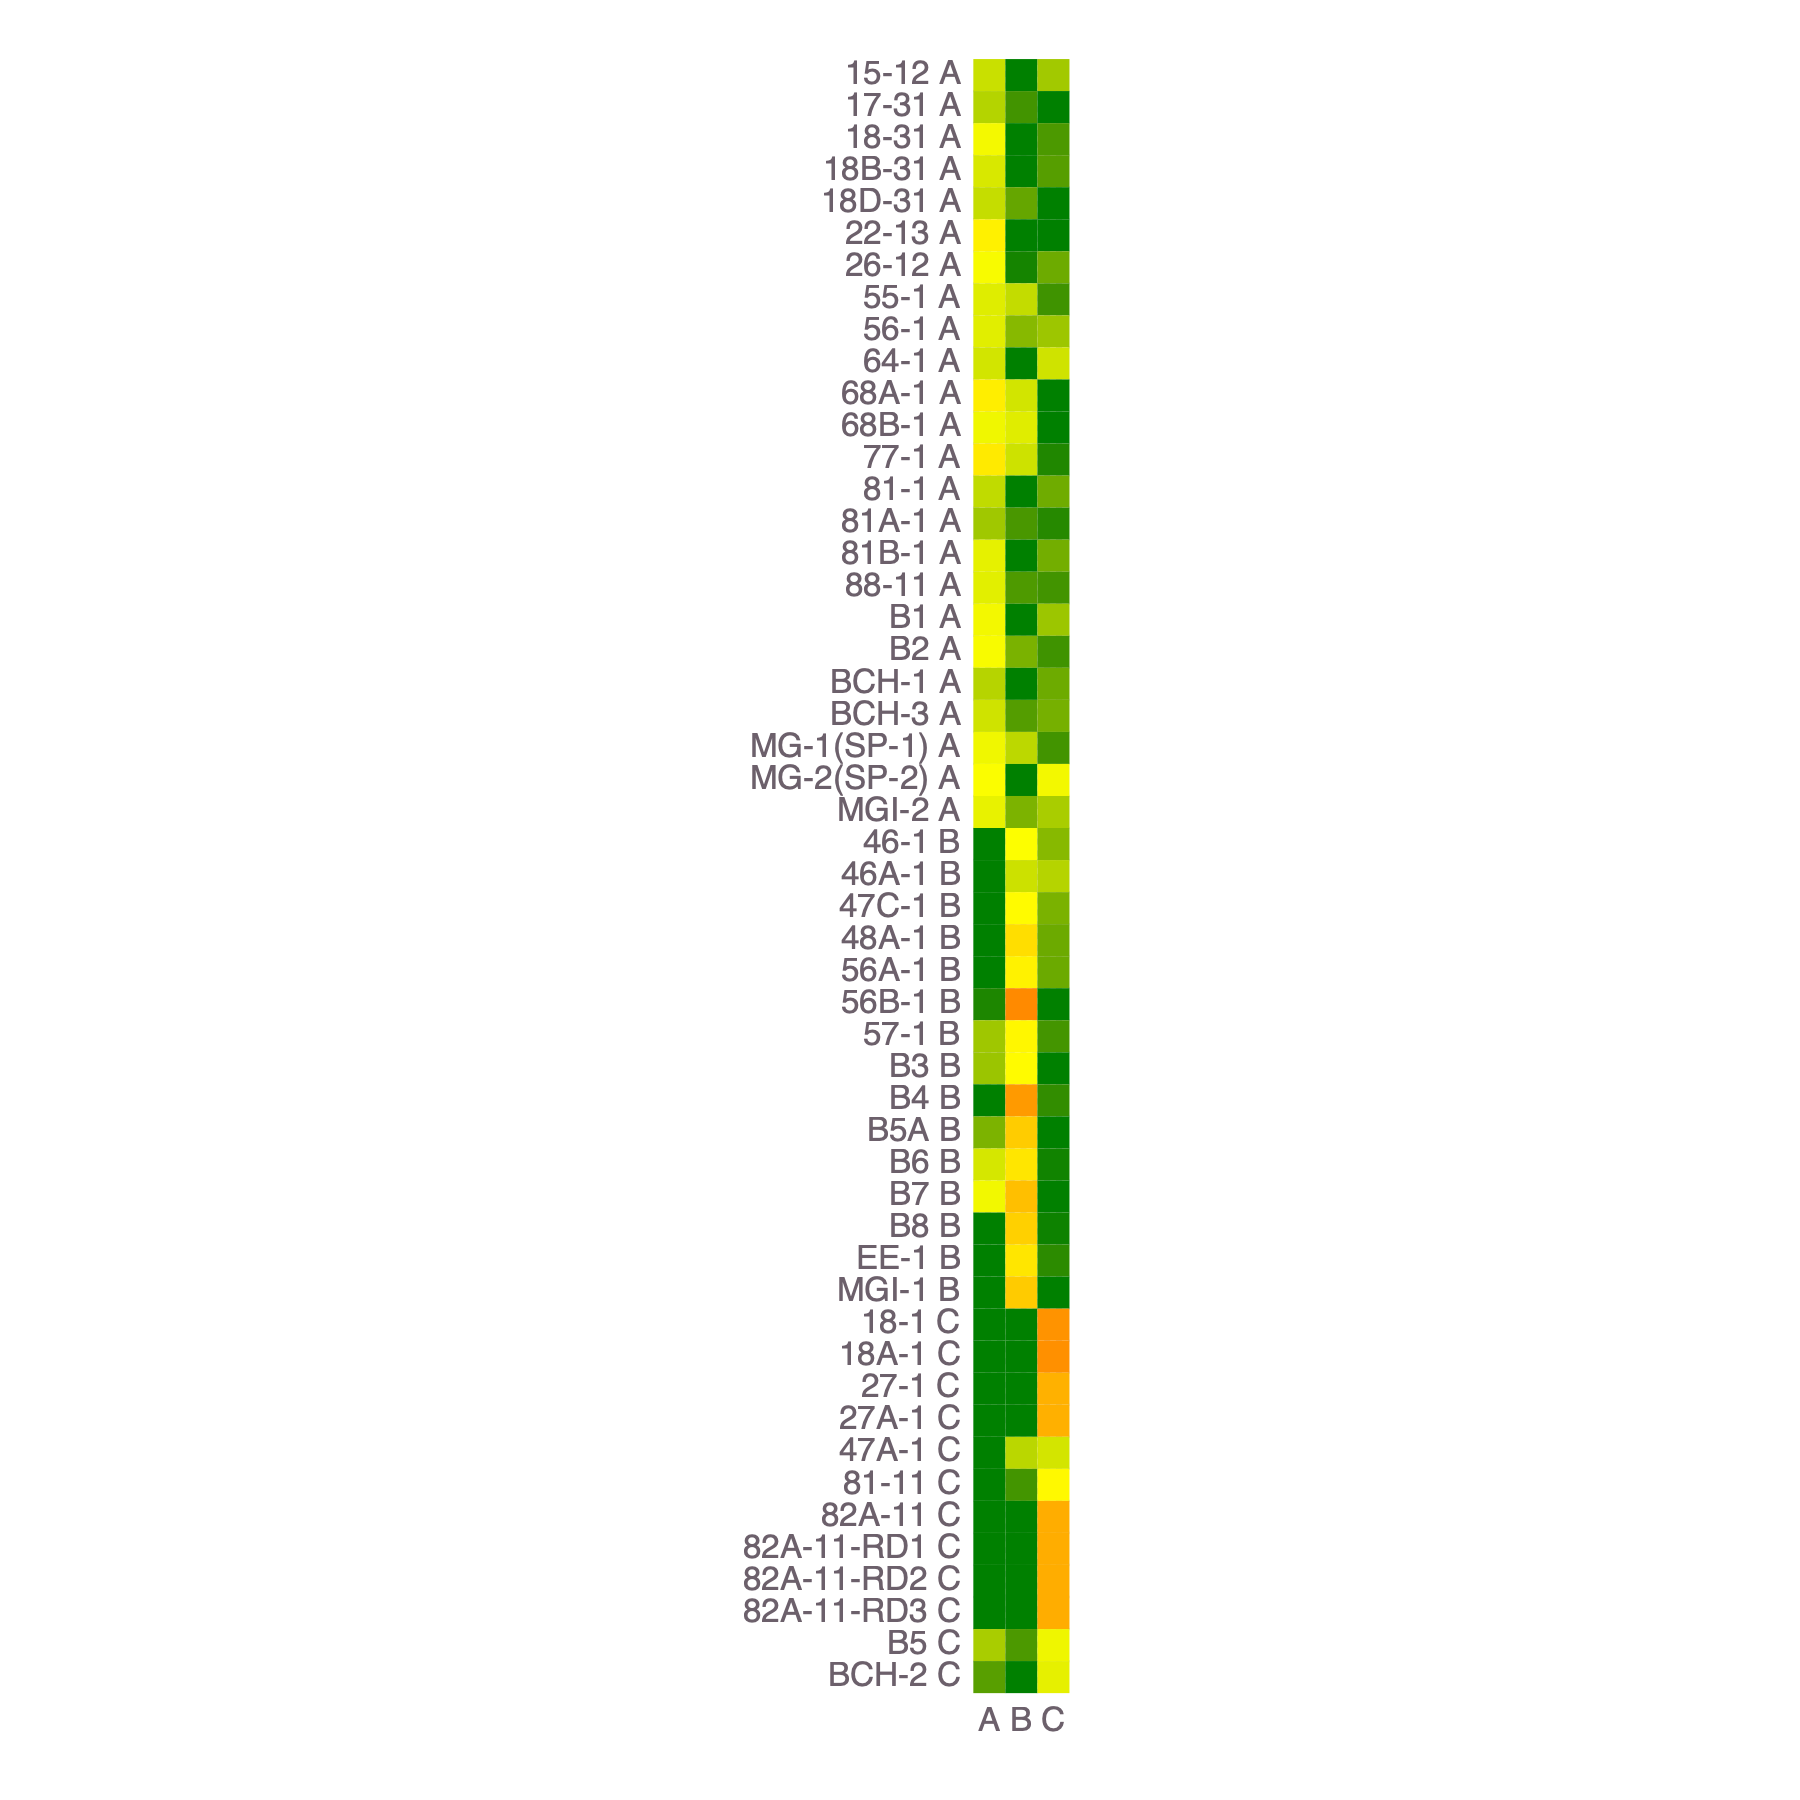 15-12 A
17-31 A
18-31 A
18B-31 A
18D-31 A
22-13 A
26-12 A
55-1 A
56-1 A
64-1 A
68A-1 A
68B-1 A
77-1 A
81-1 A
81A-1 A
81B-1 A
88-11 A
B1 A
B2 A
BCH-1 A
BCH-3 A
MG-1(SP-1) A
MG-2(SP-2) A
MGI-2 A
46-1 B
46A-1 B
47C-1 B
48A-1 B
56A-1 B
56B-1 B
57-1 B
B3 B
B4 B
B5A B
B6 B
B7 B
B8 B
EE-1 B
MGI-1 B
18-1 C
18A-1 C
27-1 C
27A-1 C
47A-1 C
81-11 C
82A-11 C
82A-11-RD1 C
82A-11-RD2 C
82A-11-RD3 C
B5 C
BCH-2 C
A B C